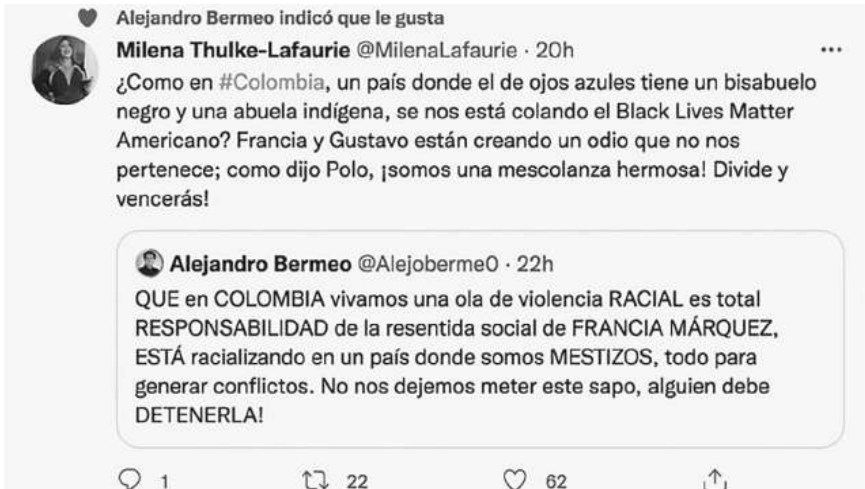 Alejandro Bermeo indicó que le gusta
Milena Thulke-Lafaurie @MilenaLafaurie · 20h
¿Como en #Colombia, un país donde el de ojos azules tiene un bisabuelo
negro y una abuela indígena, se nos está colando el Black Lives Matter
Americano? Francia y Gustavo están creando un odio que no nos
pertenece; como dijo Polo, ¡somos una mescolanza hermosa! Divide y
vencerás!
Alejandro Bermeo @Alejoberme0 · 22h
QUE en COLOMBIA vivamos una ola de violencia RACIAL es total
RESPONSABILIDAD de la resentida social de FRANCIA MÁRQUEZ,
ESTÁ racializando en un país donde somos MESTIZOS, todo para
generar conflictos. No nos dejemos meter este sapo, alguien debe
DETENERLA!
1 22 62